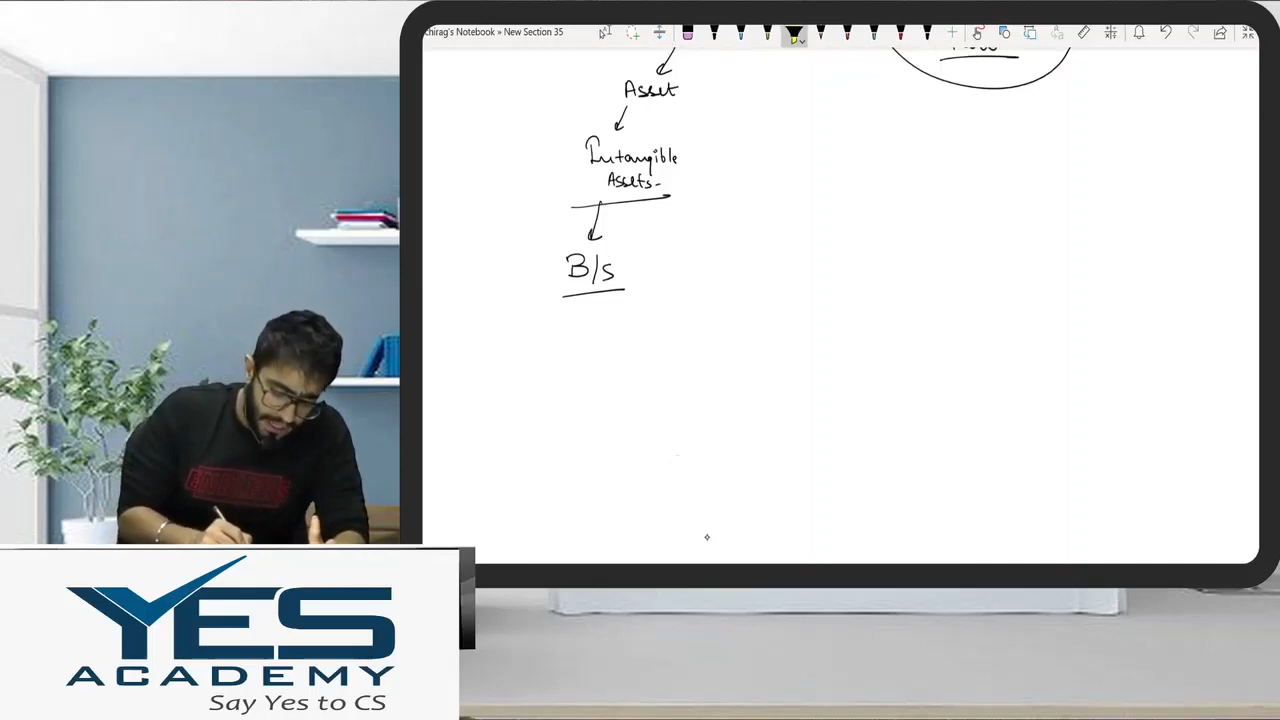 chirag's Notebook » New Section 35
Asset
Intangible
Assets-
B/s
YES
ACADEMY
Say Yes to CS